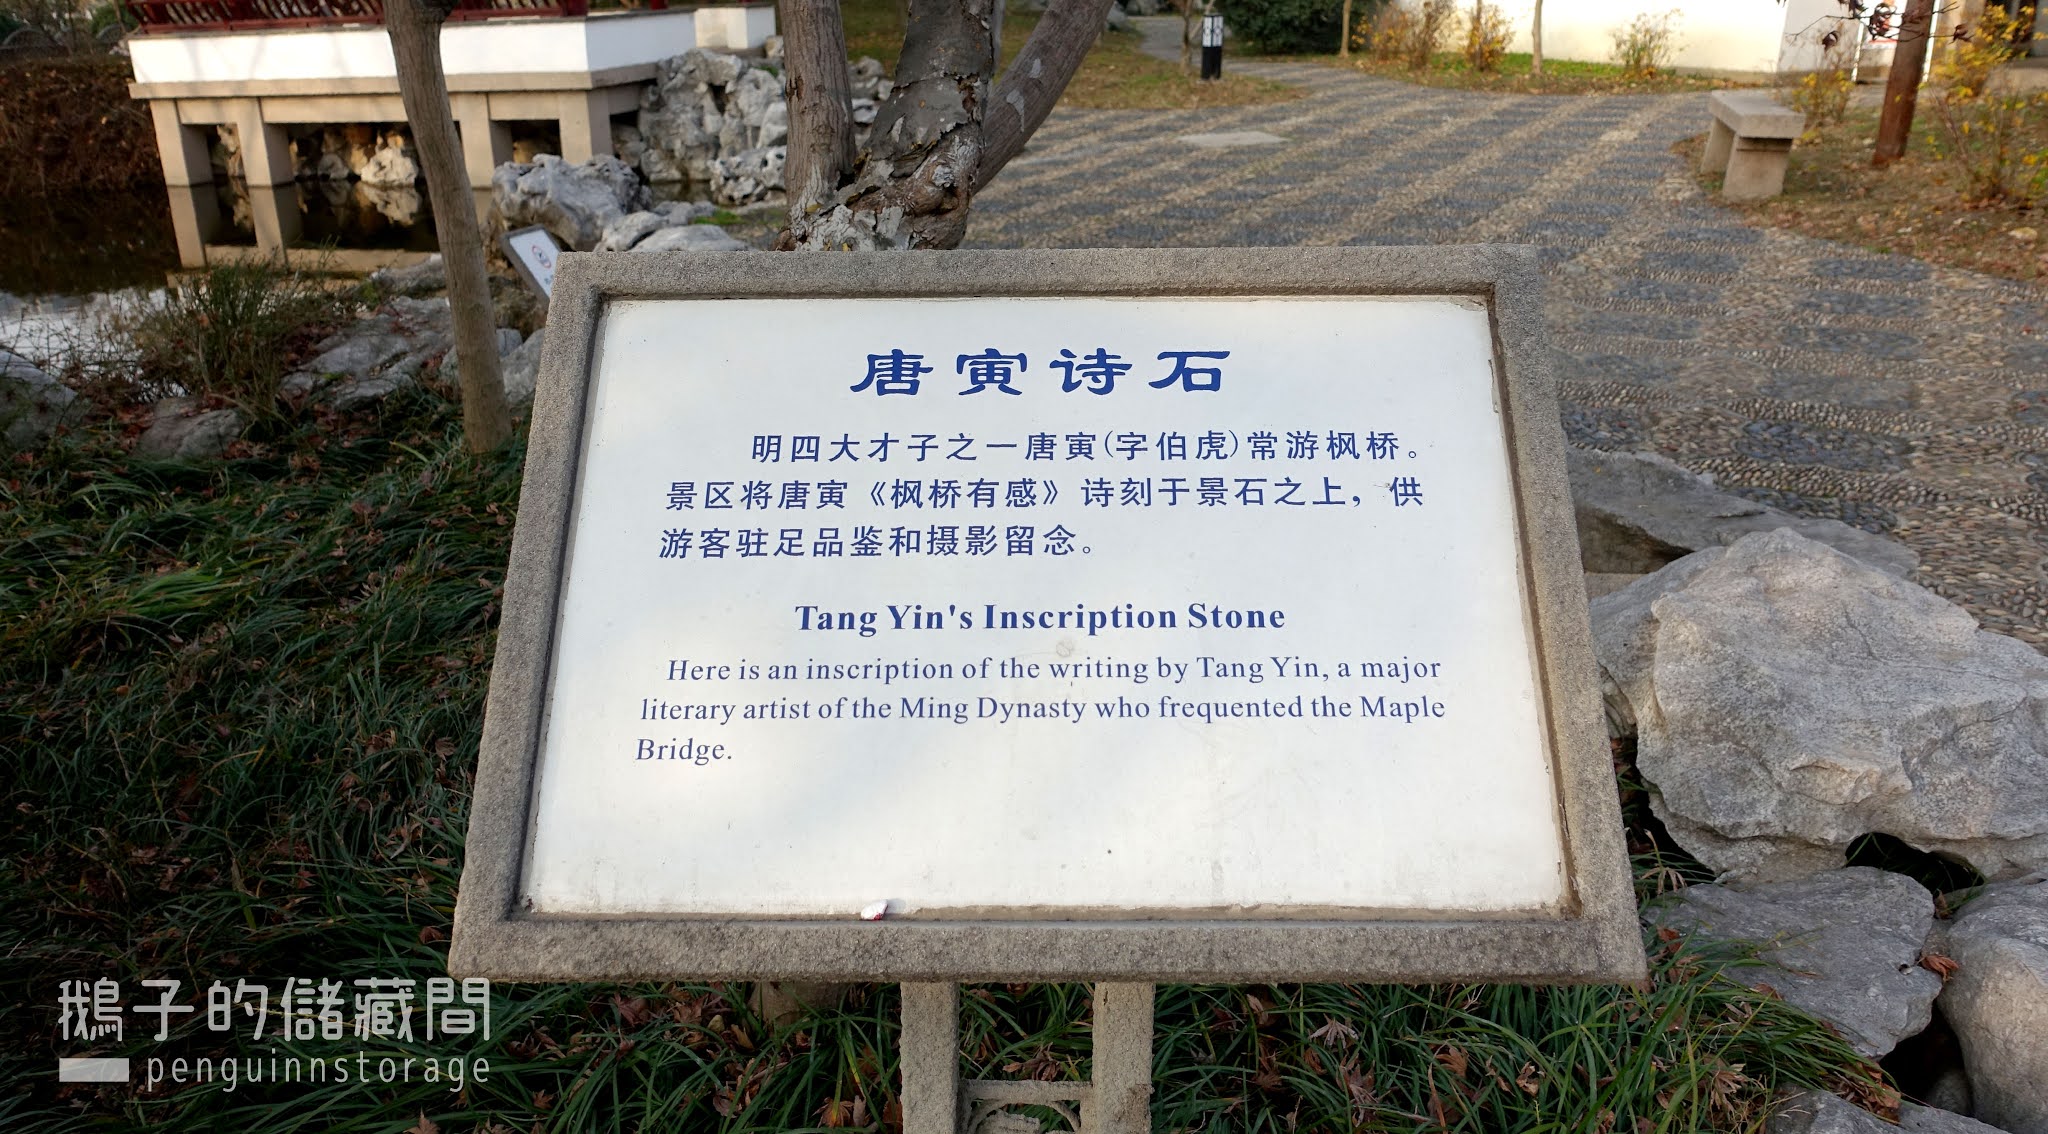 唐寅诗石
明四大才子之一唐寅(字伯虎)常游枫桥。
景区将唐寅《枫桥有感》诗刻于景石之上，供
游客驻足品鉴和摄影留念。
Tang Yin's Inscription Stone
Here is an inscription of the writing by Tang Yin, a major
literary artist of the Ming Dynasty who frequented the Maple
Bridge.
鵝子的儲藏間
penguinnstorage